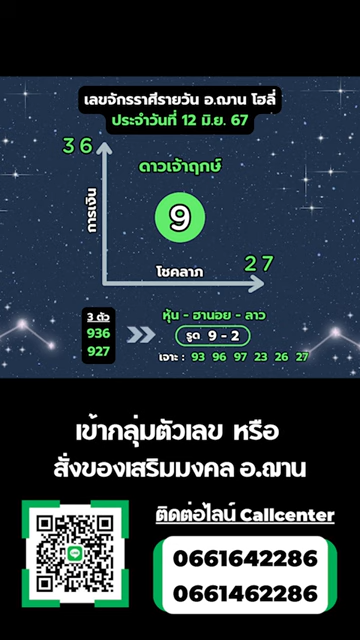 เลขจักรราศีรายวัน อ.ฌาน โฮลี่
ประจำวันที่ 12 มิ.ย. 67
3 6
ดาวเจ้าฤกษ์
การเงิน
9
โชคลาภ
2 7
3 ตัว
936
927
หุ้น - ฮานอย - ลาว
รูด 9 - 2
เจาะ : 93 96 97 23 26 27
เข้ากลุ่มตัวเลข หรือ
สั่งของเสริมมงคล อ.ฌาน
ติดต่อไลน์ Callcenter
0661642286
0661462286